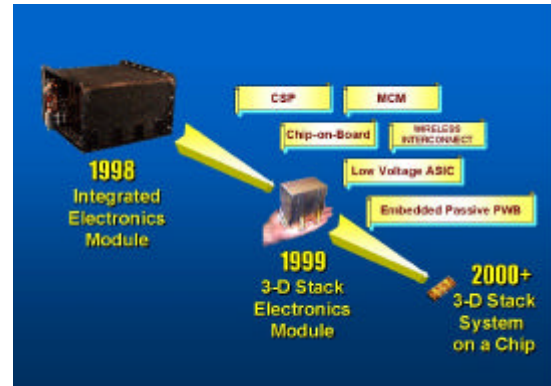 CSP
MCM
Chip-on-Board
WIRELESS
INTERCONNECT
Low Voltage ASIC
Embedded Passive PWB
1998
Integrated
Electronics
Module
1999
3-D Stack
Electronics
Module
2000+
3-D Stack
System
on a Chip